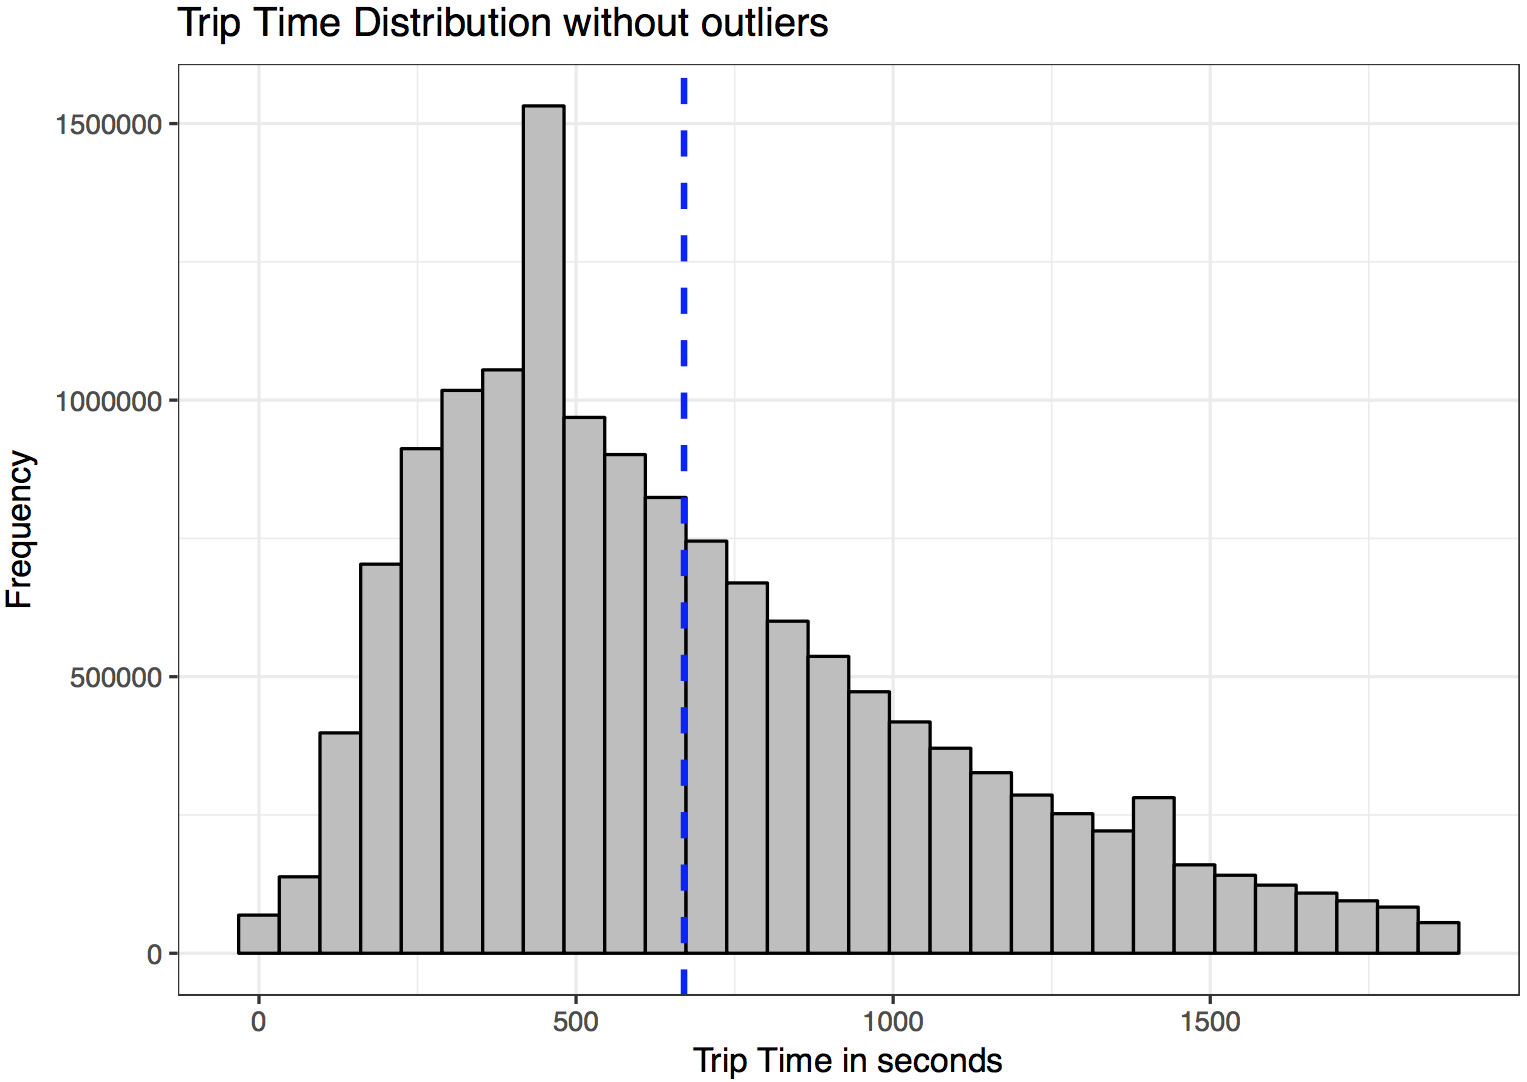 Trip Time Distribution without outliers
1500000
1000000
500000
0
Frequency
0 500 1000 1500
Trip Time in seconds